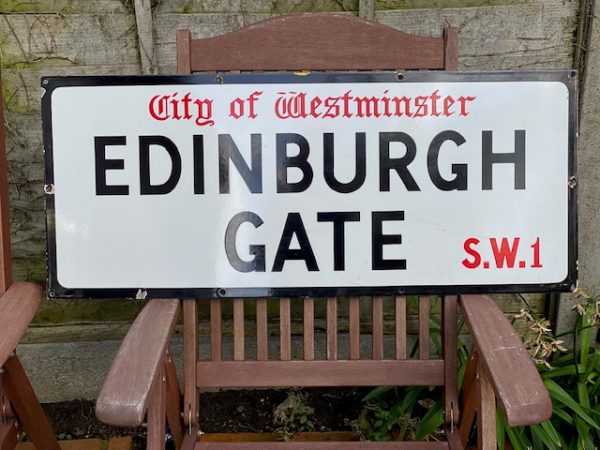 City of Westminster
EDINBURGH
GATE
S.W.1